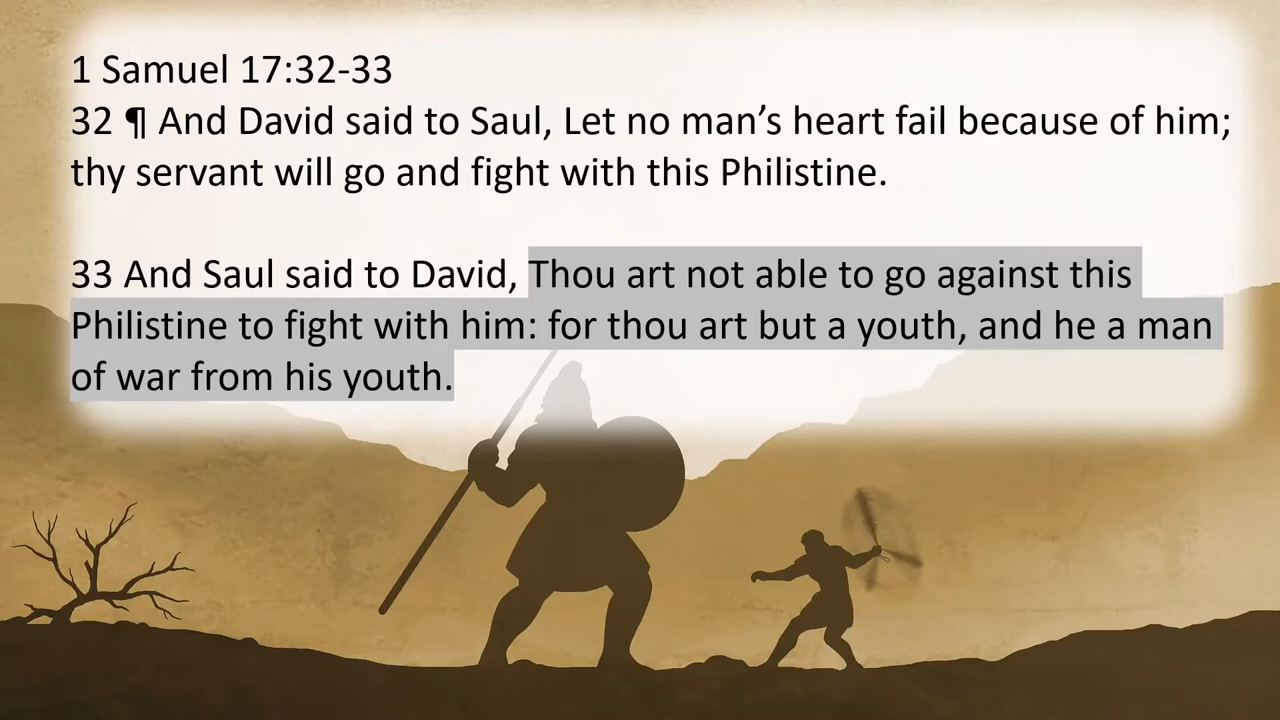 1 Samuel 17:32-33
32 ¶ And David said to Saul, Let no man’s heart fail because of him;
thy servant will go and fight with this Philistine.
33 And Saul said to David, Thou art not able to go against this
Philistine to fight with him: for thou art but a youth, and he a man
of war from his youth.